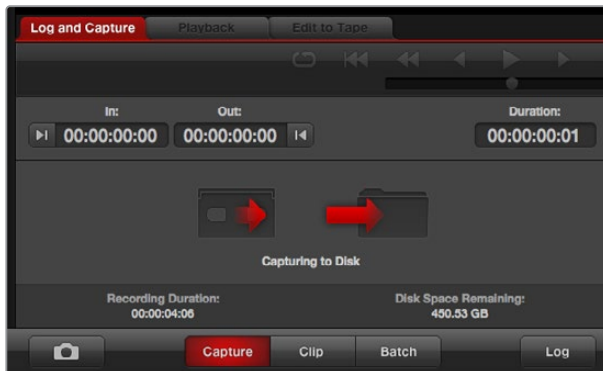 Log and Capture Playback Edit to Tape
In: Out: Duration:
00:00:00:00 00:00:00:00 00:00:00:01
Capturing to Disk
Recording Duration: Disk Space Remaining:
00:00:04:06 450.53 GB
Capture Clip Batch Log